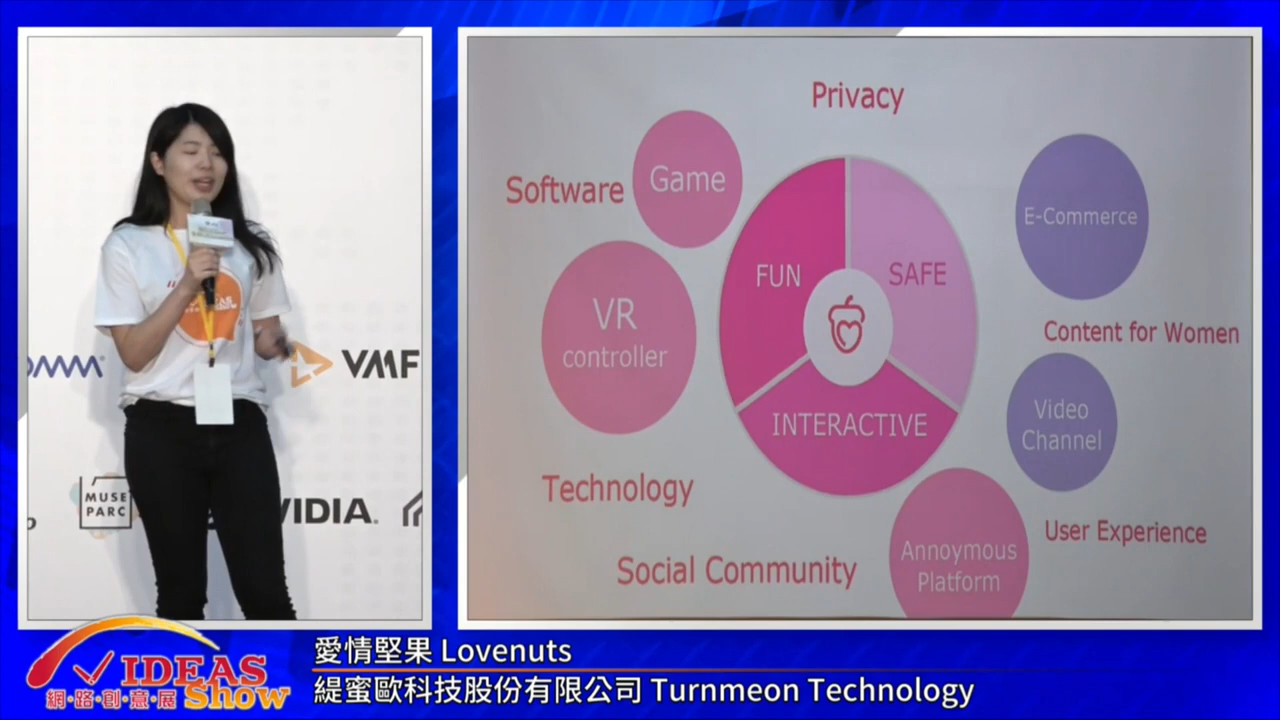 Privacy
Game
Software
E-Commerce
FUN
SAFE
VR
controller
Content for Women
Video
Channel
INTERACTIVE
Technology
User Experience
Annoymous
Platform
Social Community
IDEAS
Show
VMF
MUSE
PARC
VIDIA.
愛情堅果 Lovenuts
緹蜜歐科技股份有限公司 Turnmeon Technology
IDEAS
網·路·創·意·展
Show